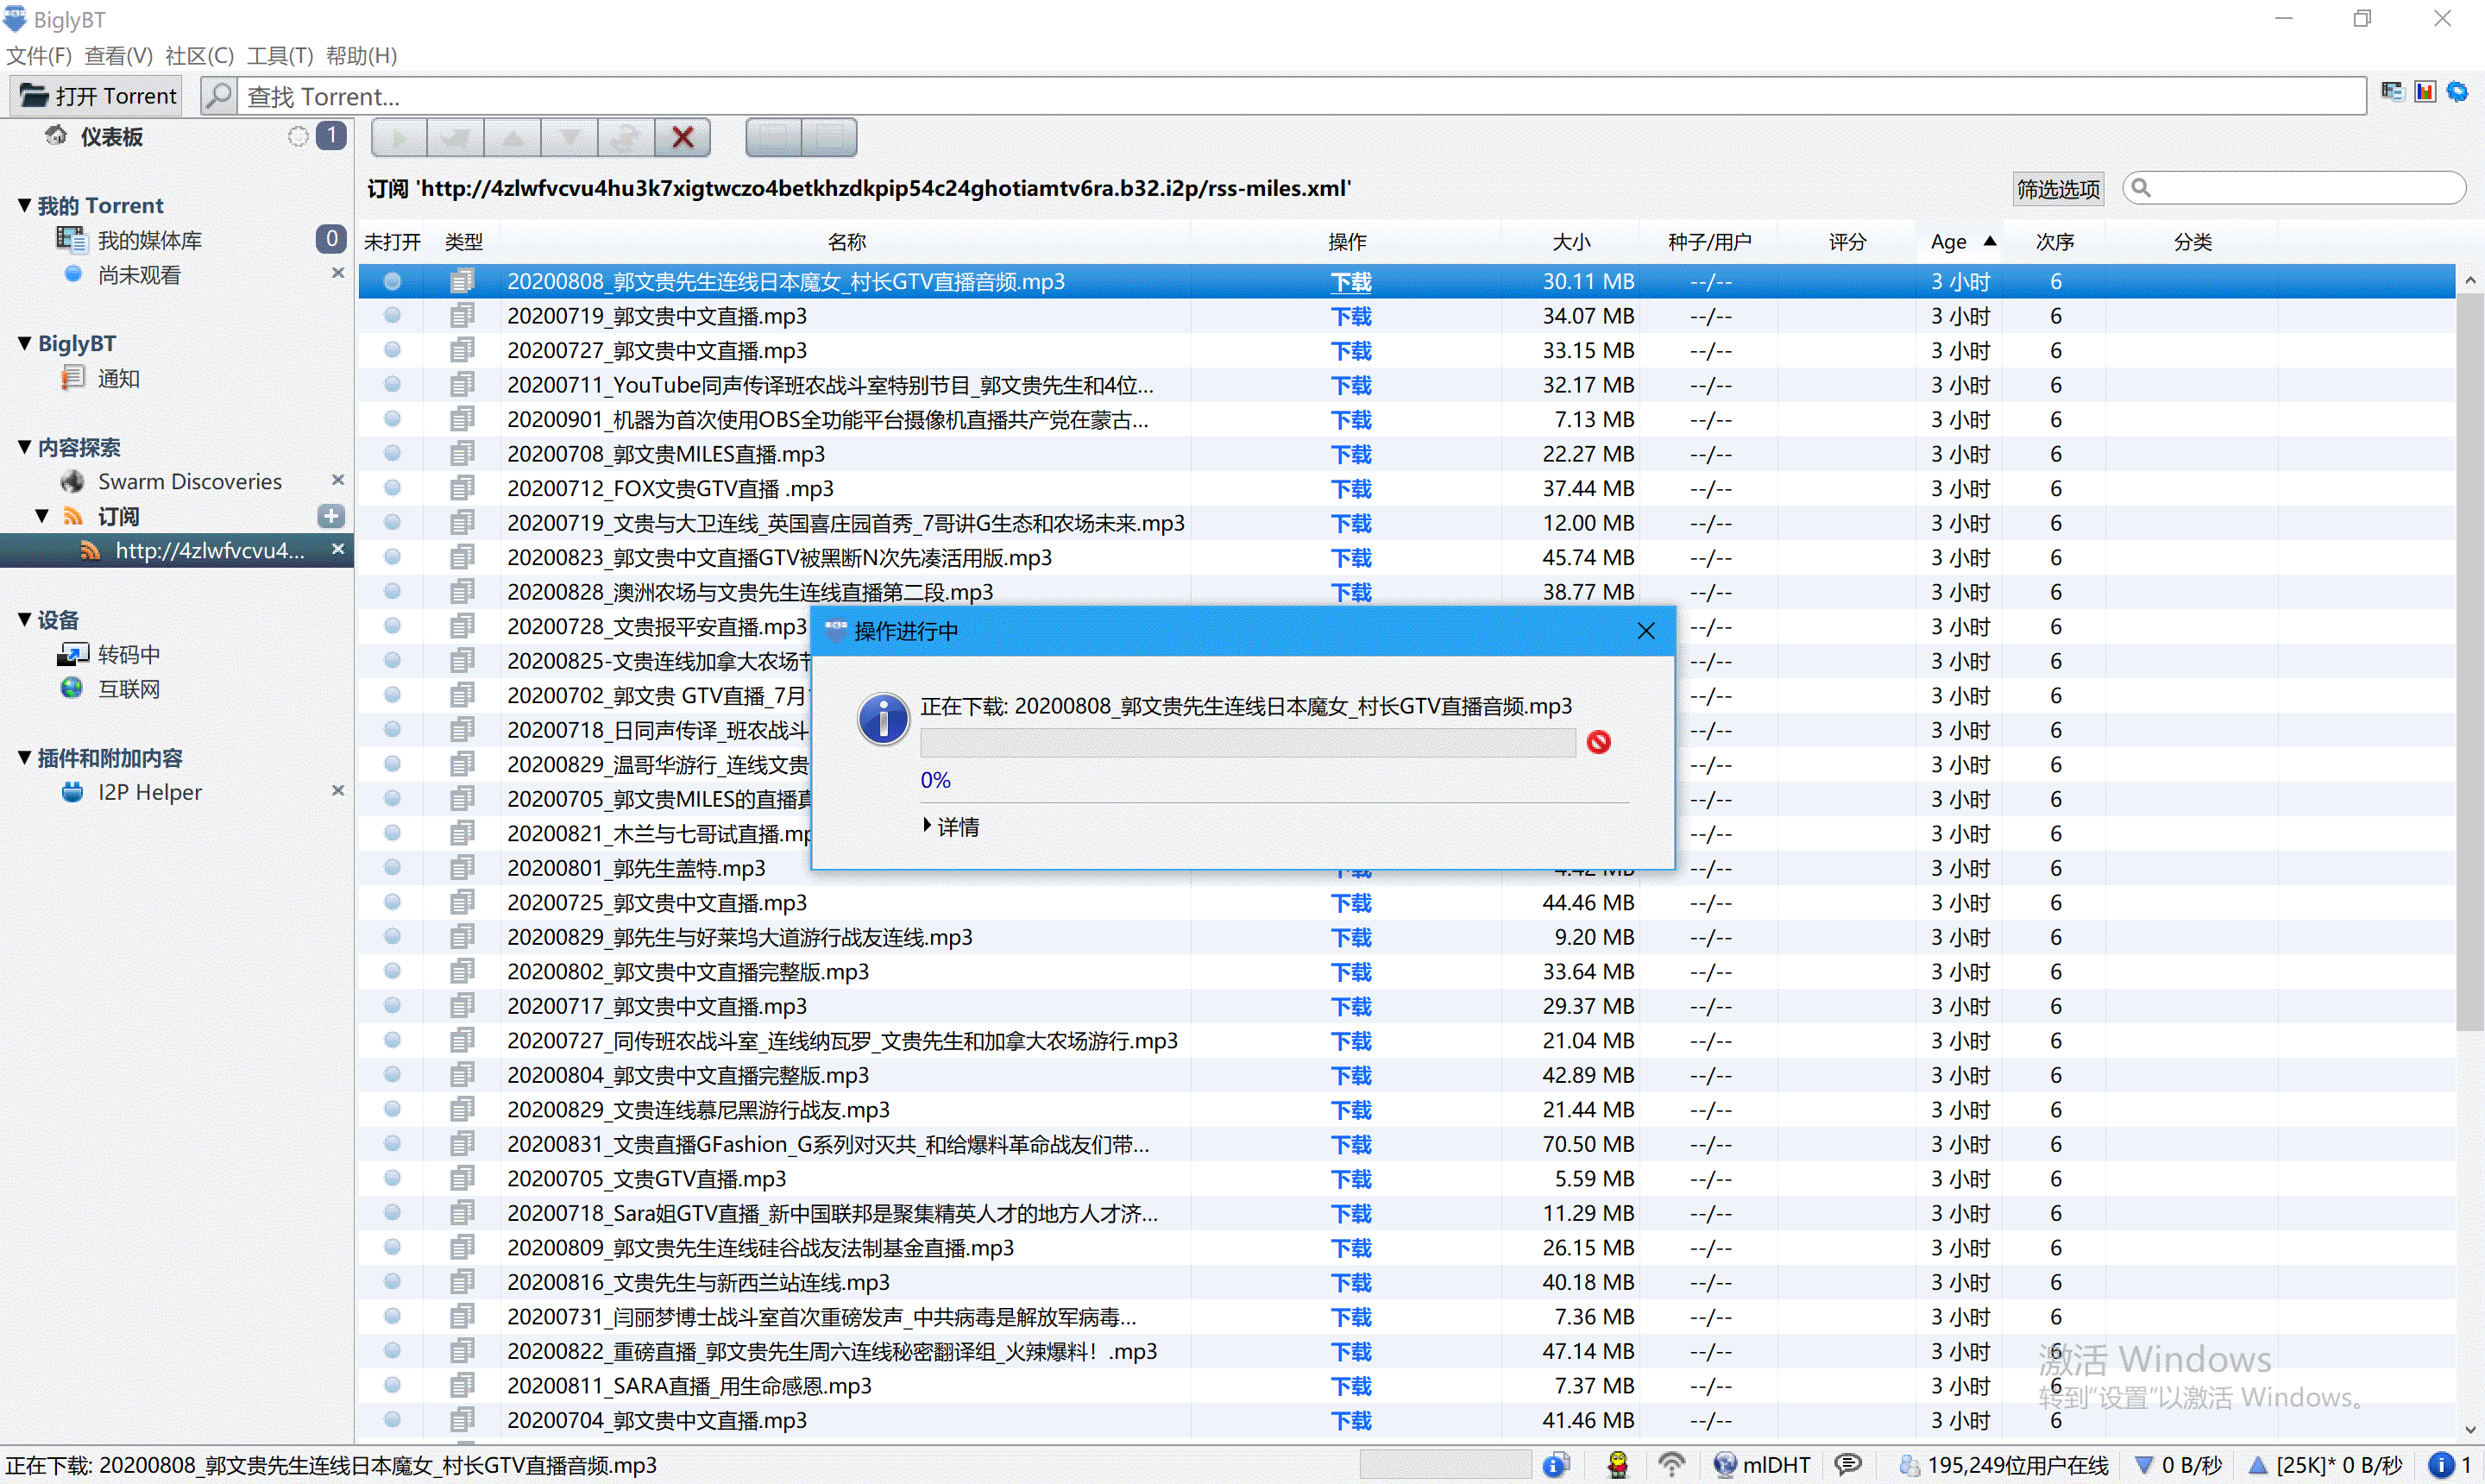 BiglyBT
文件(F) 查看(V) 社区(C) 工具(T) 帮助(H)
打开 Torrent 查找 Torrent...
仪表板 1
我的 Torrent
我的媒体库 0
尚未观看
BiglyBT
通知
内容探索
Swarm Discoveries
订阅
http://4zlwfvcvu4...
设备
转码中
互联网
插件和附加内容
I2P Helper
订阅 'http://4zlwfvcvu4hu3k7xigtwczo4betkhzdkpip54c24ghotiamtv6ra.b32.i2p/rss-miles.xml' 筛选选项
未打开 类型 名称 操作 大小 种子/用户 评分 Age 次序 分类
20200808_郭文贵先生连线日本魔女_村长GTV直播音频.mp3 下载 30.11 MB --/-- 3 小时 6
20200719_郭文贵中文直播.mp3 下载 34.07 MB --/-- 3 小时 6
20200727_郭文贵中文直播.mp3 下载 33.15 MB --/-- 3 小时 6
20200711_YouTube同声传译班农战斗室特别节目_郭文贵先生和4位... 下载 32.17 MB --/-- 3 小时 6
20200901_机器为首次使用OBS全功能平台摄像机直播共产党在蒙古... 下载 7.13 MB --/-- 3 小时 6
20200708_郭文贵MILES直播.mp3 下载 22.27 MB --/-- 3 小时 6
20200712_FOX文贵GTV直播 .mp3 下载 37.44 MB --/-- 3 小时 6
20200719_文贵与大卫连线_英国喜庄园首秀_7哥讲G生态和农场未来.mp3 下载 12.00 MB --/-- 3 小时 6
20200823_郭文贵中文直播GTV被黑断N次先凑活用版.mp3 下载 45.74 MB --/-- 3 小时 6
20200828_澳洲农场与文贵先生连线直播第二段.mp3 下载 38.77 MB --/-- 3 小时 6
20200728_文贵报平安直播.mp3 --/-- 3 小时 6
20200825-文贵连线加拿大农场 --/-- 3 小时 6
20200702_郭文贵 GTV直播_7月 --/-- 3 小时 6
20200718_日同声传译_班农战斗 --/-- 3 小时 6
20200829_温哥华游行_连线文贵 --/-- 3 小时 6
20200705_郭文贵MILES的直播 --/-- 3 小时 6
20200821_木兰与七哥试直播.mp --/-- 3 小时 6
20200801_郭先生盖特.mp3 下载 4.42 MB --/-- 3 小时 6
20200725_郭文贵中文直播.mp3 下载 44.46 MB --/-- 3 小时 6
20200829_郭先生与好莱坞大道游行战友连线.mp3 下载 9.20 MB --/-- 3 小时 6
20200802_郭文贵中文直播完整版.mp3 下载 33.64 MB --/-- 3 小时 6
20200717_郭文贵中文直播.mp3 下载 29.37 MB --/-- 3 小时 6
20200727_同传班农战斗室_连线纳瓦罗_文贵先生和加拿大农场游行.mp3 下载 21.04 MB --/-- 3 小时 6
20200804_郭文贵中文直播完整版.mp3 下载 42.89 MB --/-- 3 小时 6
20200829_文贵连线慕尼黑游行战友.mp3 下载 21.44 MB --/-- 3 小时 6
20200831_文贵直播GFashion_G系列对灭共_和给爆料革命战友们带... 下载 70.50 MB --/-- 3 小时 6
20200705_文贵GTV直播.mp3 下载 5.59 MB --/-- 3 小时 6
20200718_Sara姐GTV直播_新中国联邦是聚集精英人才的地方人才济... 下载 11.29 MB --/-- 3 小时 6
20200809_郭文贵先生连线硅谷战友法制基金直播.mp3 下载 26.15 MB --/-- 3 小时 6
20200816_文贵先生与新西兰站连线.mp3 下载 40.18 MB --/-- 3 小时 6
20200731_闫丽梦博士战斗室首次重磅发声_中共病毒是解放军病毒... 下载 7.36 MB --/-- 3 小时 6
20200822_重磅直播_郭文贵先生周六连线秘密翻译组_火辣爆料！.mp3 下载 47.14 MB --/-- 3 小时 6
20200811_SARA直播_用生命感恩.mp3 下载 7.37 MB --/-- 3 小时 6
20200704_郭文贵中文直播.mp3 下载 41.46 MB --/-- 3 小时 6
操作进行中
正在下载: 20200808_郭文贵先生连线日本魔女_村长GTV直播音频.mp3
0%
详情
激活 Windows
转到“设置”以激活 Windows。
正在下载: 20200808_郭文贵先生连线日本魔女_村长GTV直播音频.mp3 mlDHT 195,249位用户在线 0 B/秒 [25K]* 0 B/秒 1